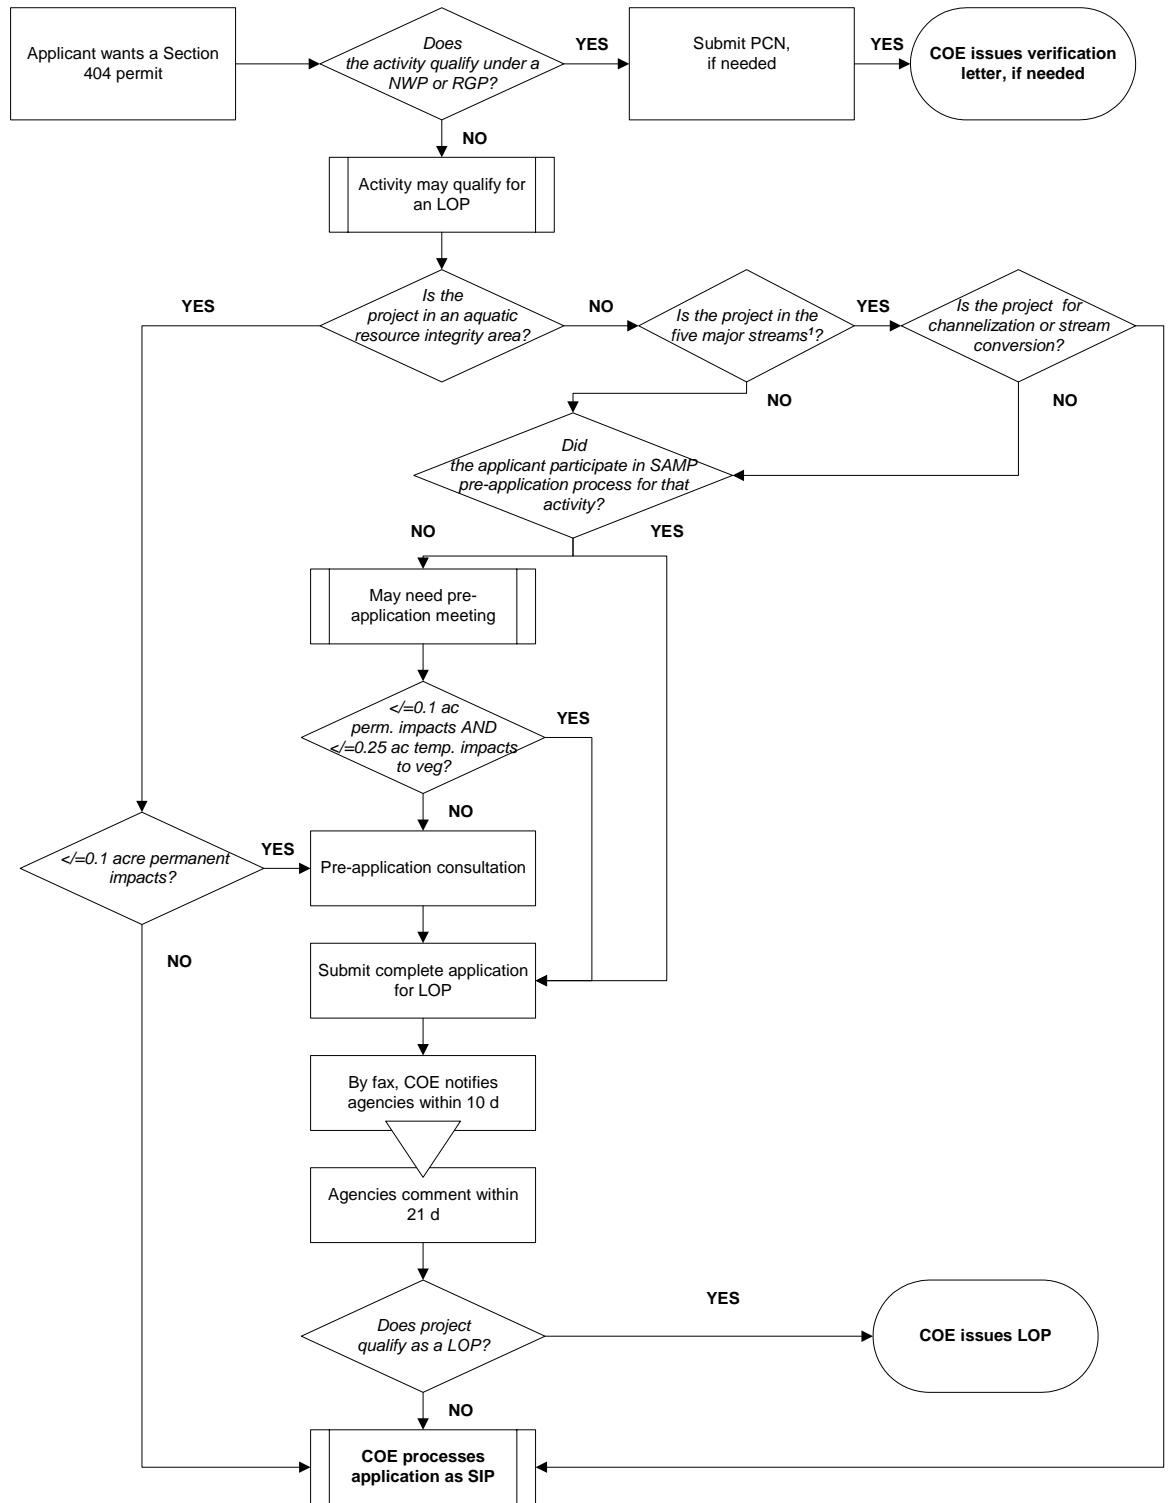 Applicant wants a Section
404 permit
Does
the activity qualify under a
NWP or RGP?
YES
Submit PCN,
if needed
YES
COE issues verification
letter, if needed
NO
Activity may qualify for
an LOP
YES
Is the
project in an aquatic
resource integrity area?
NO
Is the project in the
five major streams¹?
YES
Is the project for
channelization or stream
conversion?
NO
NO
Did
the applicant participate in SAMP
pre-application process for that
activity?
NO
YES
May need pre-
application meeting
</=0.1 ac
perm. impacts AND
</=0.25 ac temp. impacts
to veg?
YES
NO
</=0.1 acre permanent
impacts?
YES
Pre-application consultation
NO
Submit complete application
for LOP
By fax, COE notifies
agencies within 10 d
Agencies comment within
21 d
Does project
qualify as a LOP?
YES
COE issues LOP
NO
COE processes
application as SIP